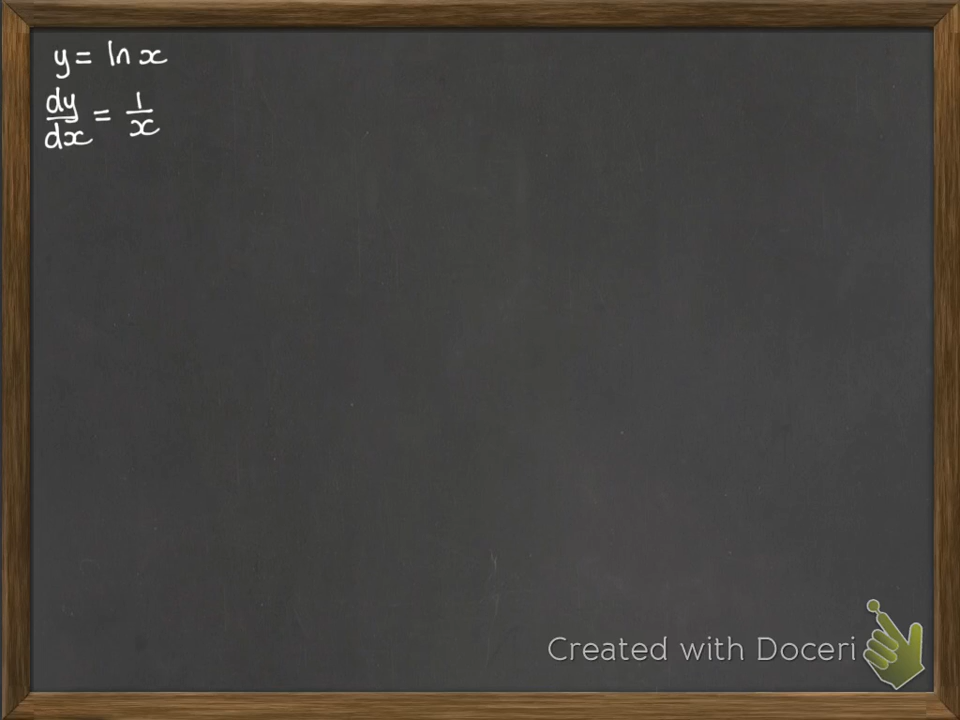 y = ln x
dy/dx = 1/x
Created with Doceri